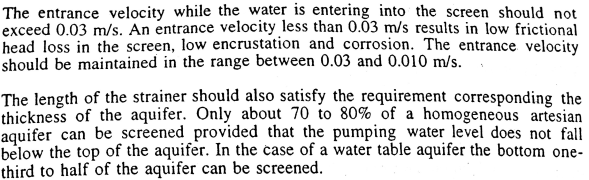 The entrance velocity while the water is entering into the screen should not
exceed 0.03 m/s. An entrance velocity less than 0.03 m/s results in low frictional
head loss in the screen, low encrustation and corrosion. The entrance velocity
should be maintained in the range between 0.03 and 0.010 m/s.
The length of the strainer should also satisfy the requirement corresponding the
thickness of the aquifer. Only about 70 to 80% of a homogeneous artesian
aquifer can be screened provided that the pumping water level does not fall
below the top of the aquifer. In the case of a water table aquifer the bottom one-
third to half of the aquifer can be screened.